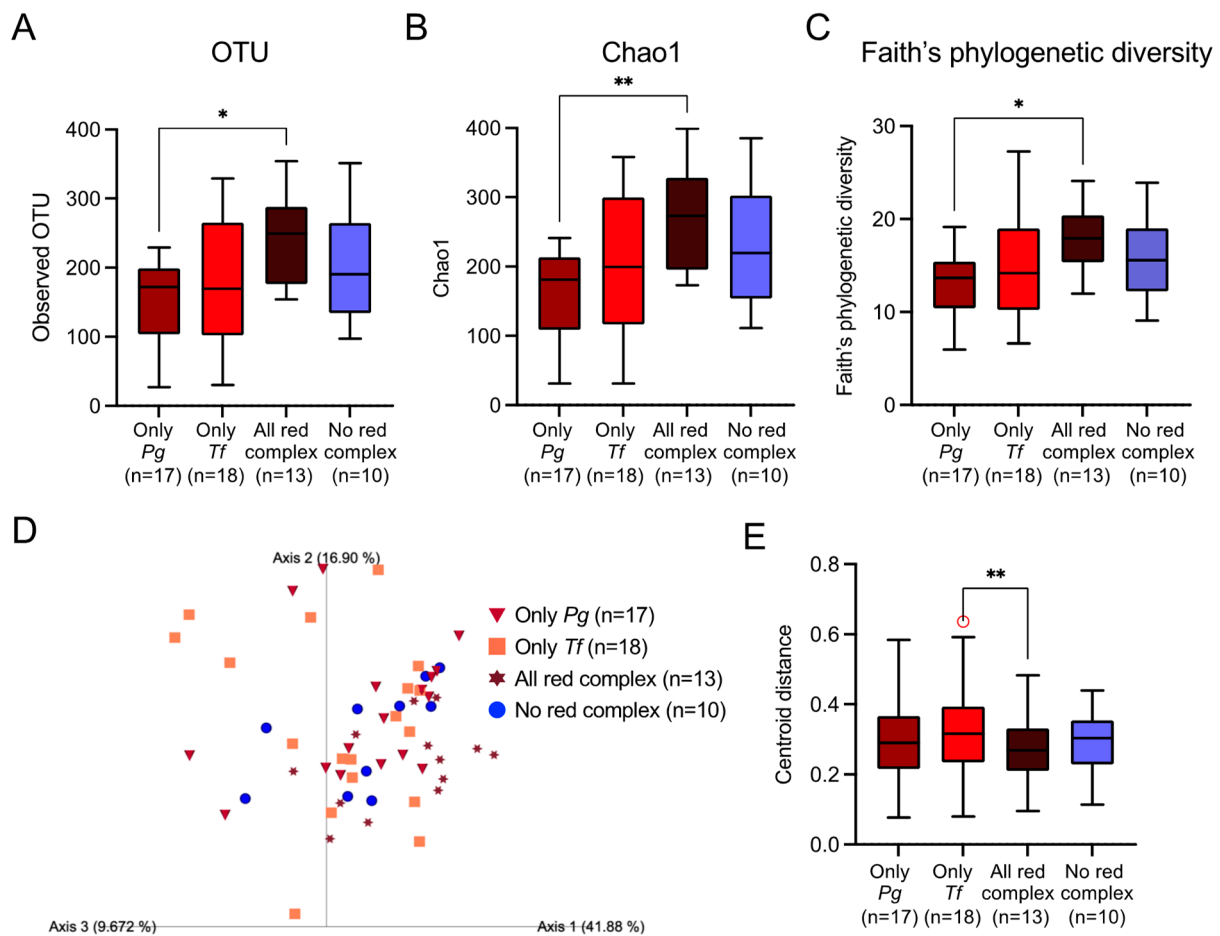 A
OTU
*
Observed OTU
400
300
200
100
0
Only Pg (n=17)
Only Tf (n=18)
All red complex (n=13)
No red complex (n=10)
B
Chao1
**
Chao1
400
300
200
100
0
Only Pg (n=17)
Only Tf (n=18)
All red complex (n=13)
No red complex (n=10)
C
Faith's phylogenetic diversity
*
Faith's phylogenetic diversity
30
20
10
0
Only Pg (n=17)
Only Tf (n=18)
All red complex (n=13)
No red complex (n=10)
D
Axis 2 (16.90 %)
Only Pg (n=17)
Only Tf (n=18)
All red complex (n=13)
No red complex (n=10)
Axis 3 (9.672 %)
Axis 1 (41.88 %)
E
**
Centroid distance
0.8
0.6
0.4
0.2
0.0
Only Pg (n=17)
Only Tf (n=18)
All red complex (n=13)
No red complex (n=10)